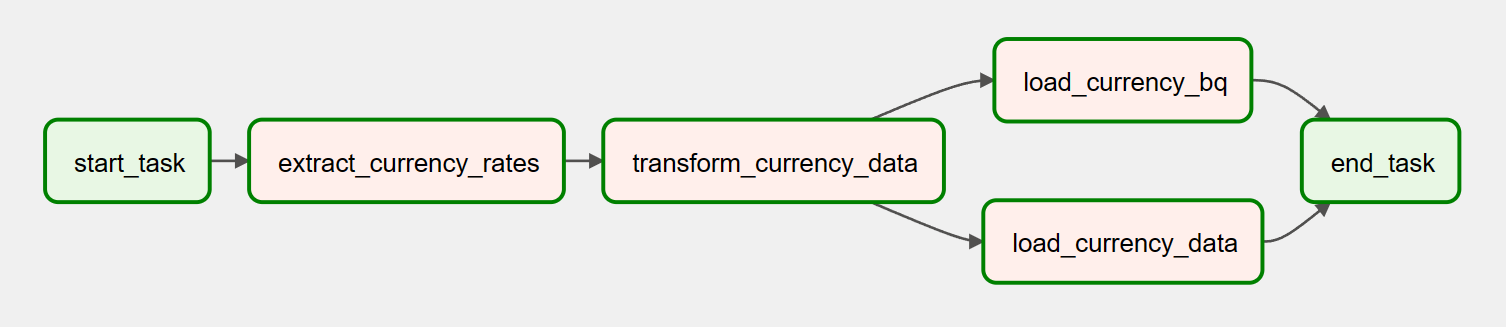 start_task
extract_currency_rates
transform_currency_data
load_currency_bq
load_currency_data
end_task